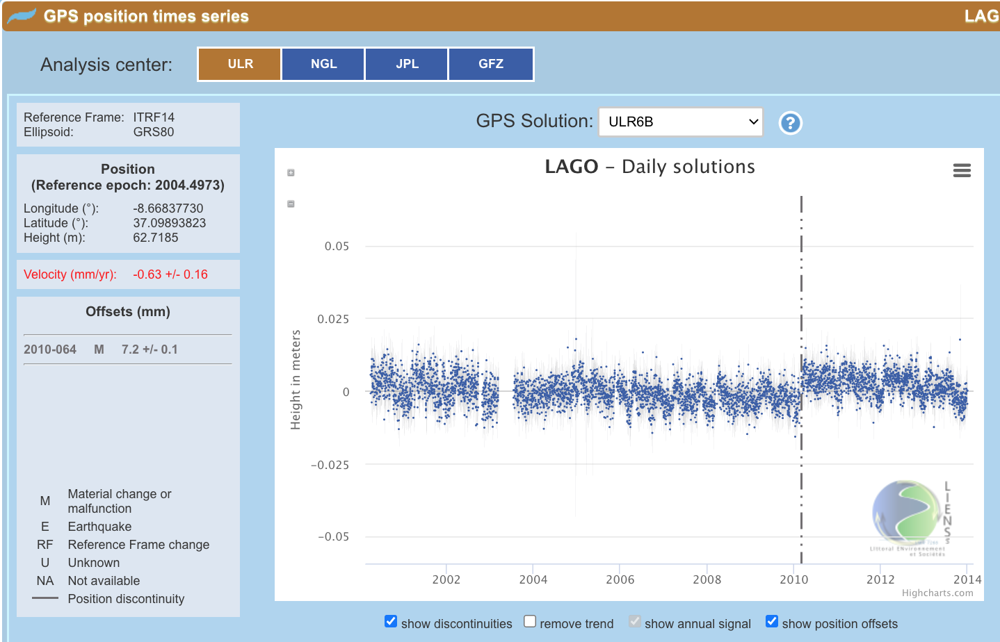 GPS position times series
LAG
Analysis center:
ULR
NGL
JPL
GFZ
Reference Frame: ITRF14
Ellipsoid: GRS80
Position
(Reference epoch: 2004.4973)
Longitude (°): -8.66837730
Latitude (°): 37.09893823
Height (m): 62.7185
Velocity (mm/yr): -0.63 +/- 0.16
Offsets (mm)
2010-064 M 7.2 +/- 0.1
M Material change or
malfunction
E Earthquake
RF Reference Frame change
U Unknown
NA Not available
Position discontinuity
GPS Solution: ULR6B
?
LAGO – Daily solutions
Height in meters
0.05
0.025
0
−0.025
−0.05
2002
2004
2006
2008
2010
2012
2014
LIENSs
Littoral Environnement
et Sociétés
Highcharts.com
show discontinuities
remove trend
show annual signal
show position offsets